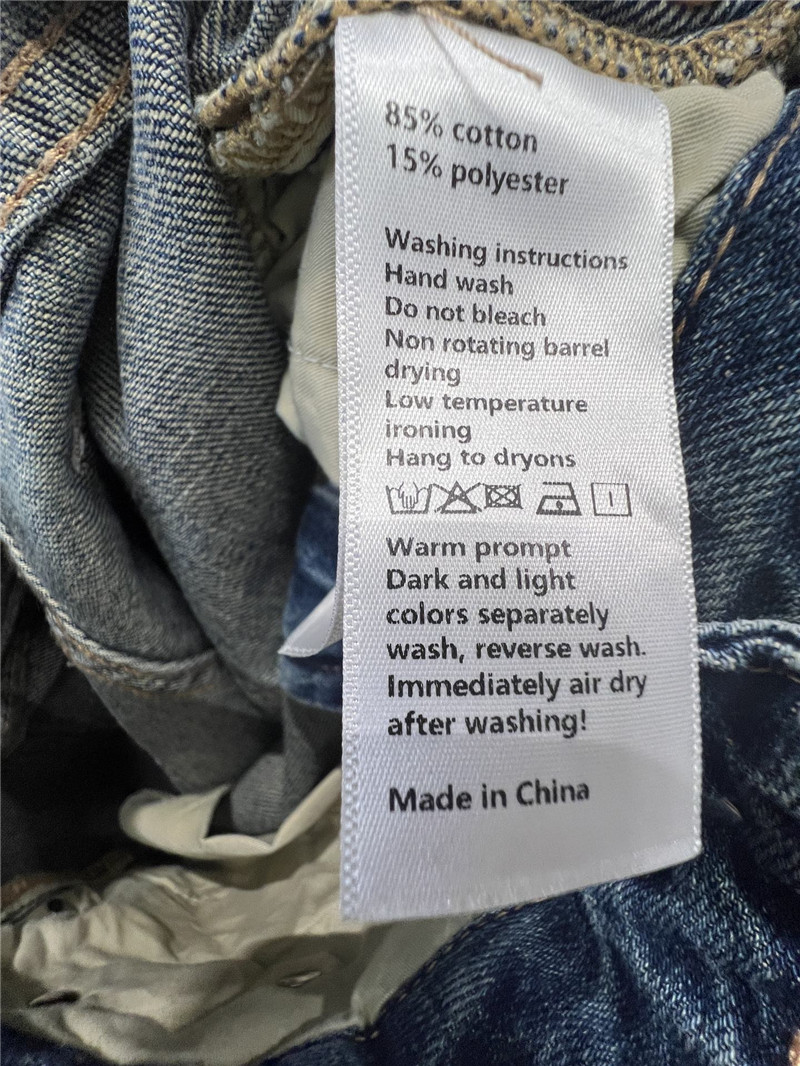 85% cotton
15% polyester
Washing instructions
Hand wash
Do not bleach
Non rotating barrel
drying
Low temperature
ironing
Hang to dryons
Warm prompt
Dark and light
colors separately
wash, reverse wash.
Immediately air dry
after washing!
Made in China